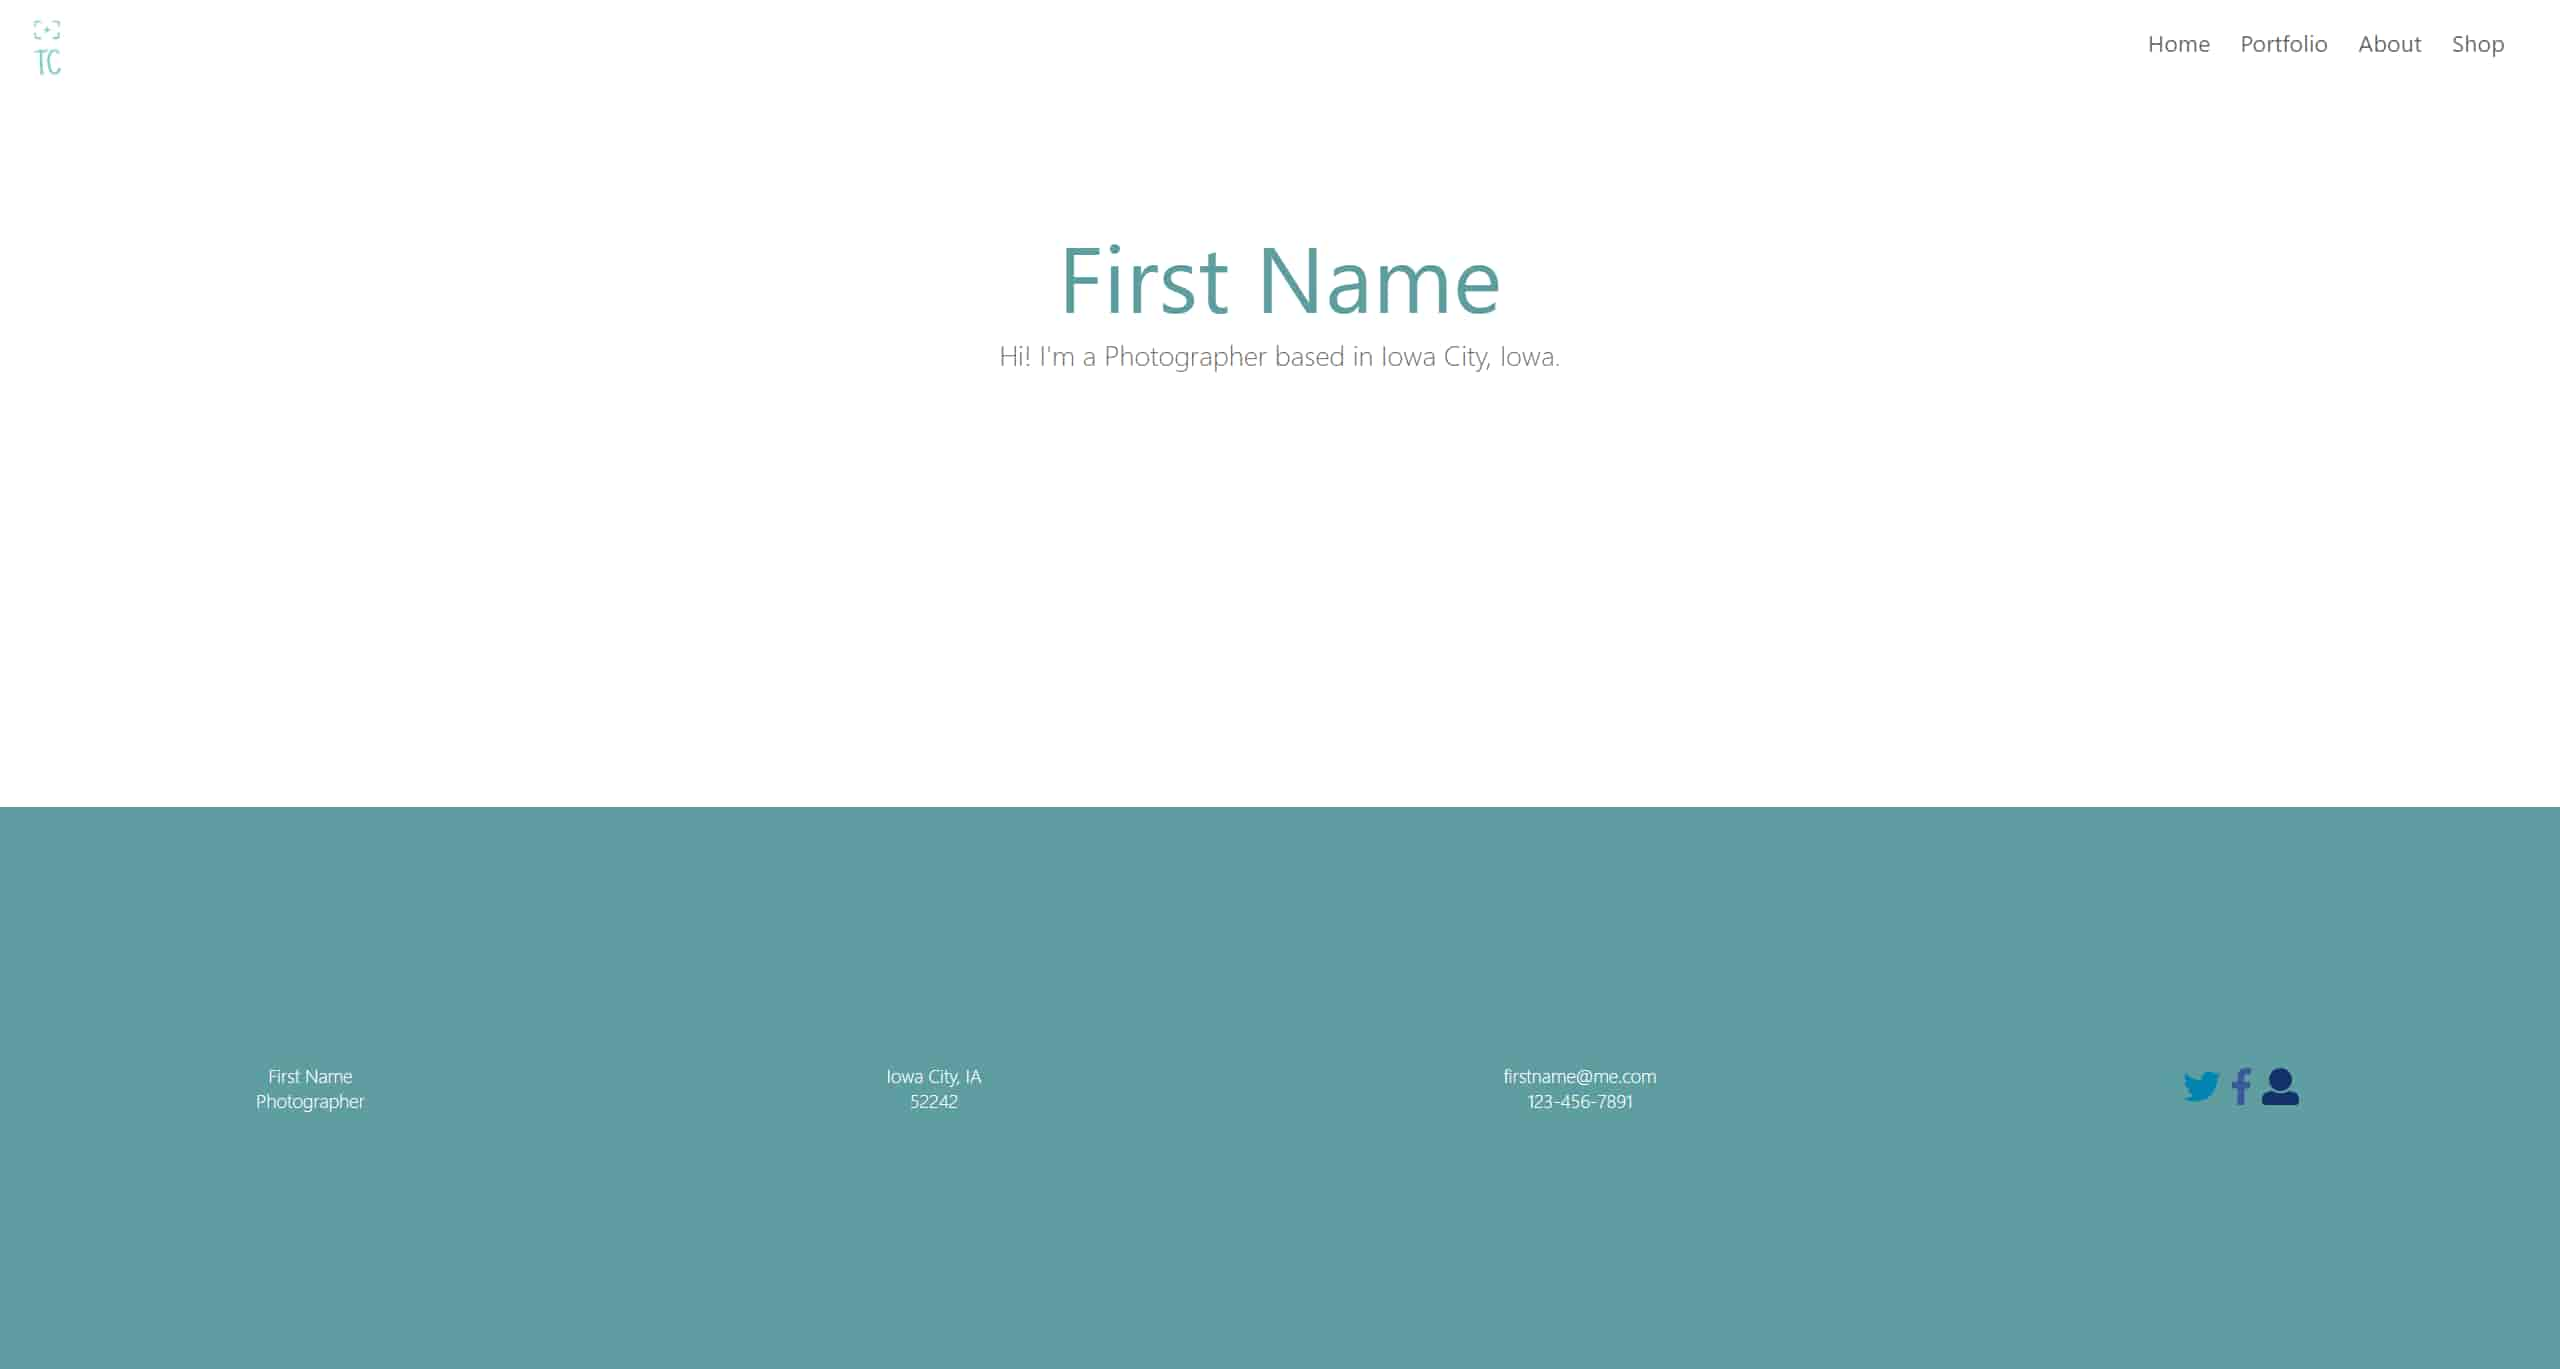 TC
Home Portfolio About Shop
First Name
Hi! I'm a Photographer based in Iowa City, Iowa.
First Name
Photographer
Iowa City, IA
52242
firstname@me.com
123-456-7891